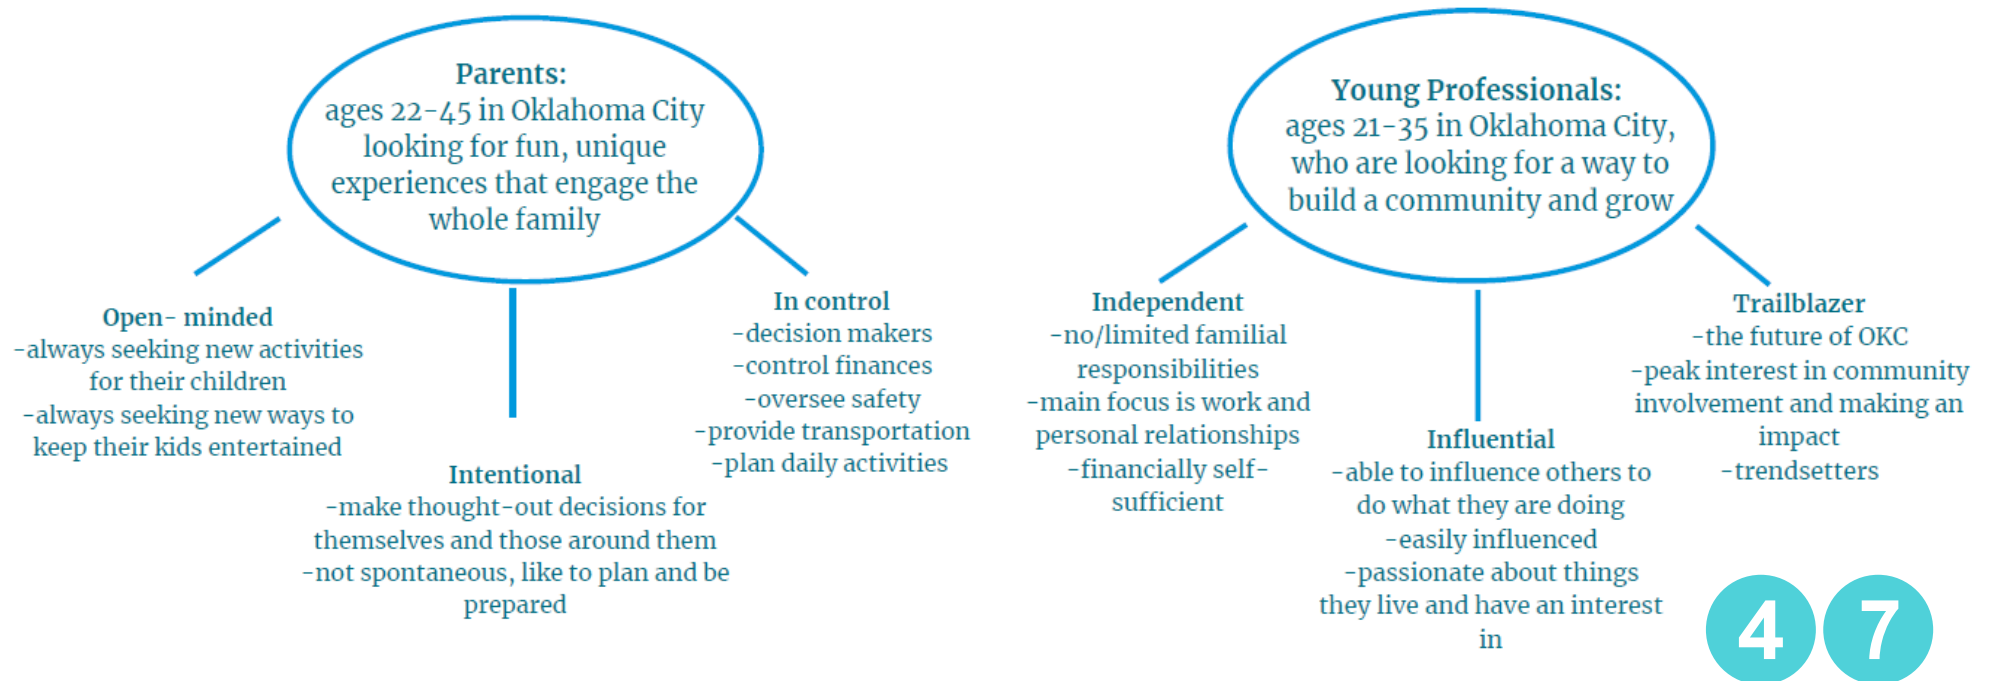 Parents:
ages 22-45 in Oklahoma City
looking for fun, unique
experiences that engage the
whole family
Open- minded
-always seeking new activities
for their children
-always seeking new ways to
keep their kids entertained
Intentional
-make thought-out decisions for
themselves and those around them
-not spontaneous, like to plan and be
prepared
In control
-decision makers
-control finances
-oversee safety
-provide transportation
-plan daily activities
Young Professionals:
ages 21-35 in Oklahoma City,
who are looking for a way to
build a community and grow
Independent
-no/limited familial
responsibilities
-main focus is work and
personal relationships
-financially self-
sufficient
Influential
-able to influence others to
do what they are doing
-easily influenced
-passionate about things
they live and have an interest
in
Trailblazer
-the future of OKC
-peak interest in community
involvement and making an
impact
-trendsetters
4 7